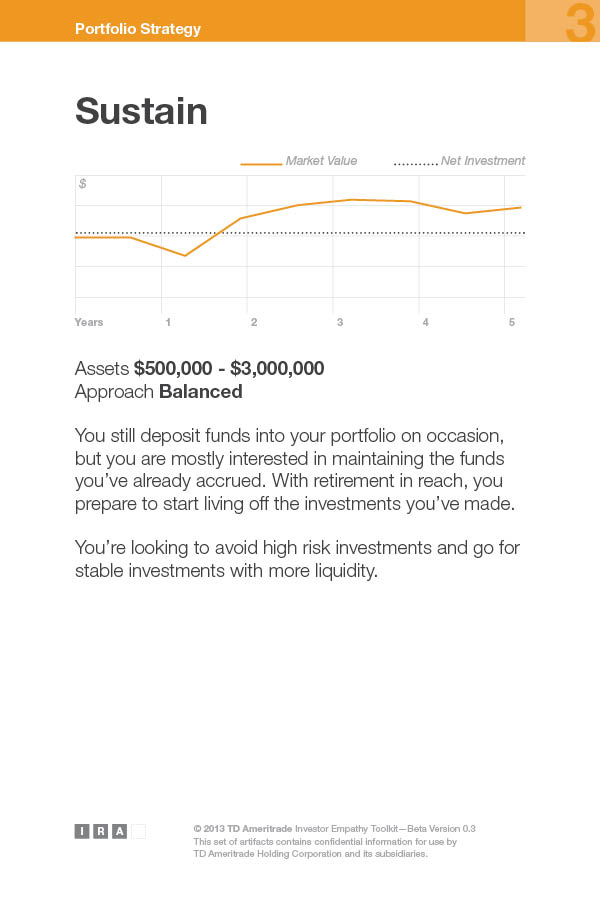 Portfolio Strategy
3
Sustain
Market Value
Net Investment
$
Years 1 2 3 4 5
Assets $500,000 - $3,000,000
Approach Balanced
You still deposit funds into your portfolio on occasion,
but you are mostly interested in maintaining the funds
you’ve already accrued. With retirement in reach, you
prepare to start living off the investments you’ve made.
You’re looking to avoid high risk investments and go for
stable investments with more liquidity.
I R A
© 2013 TD Ameritrade Investor Empathy Toolkit—Beta Version 0.3
This set of artifacts contains confidential information for use by
TD Ameritrade Holding Corporation and its subsidiaries.